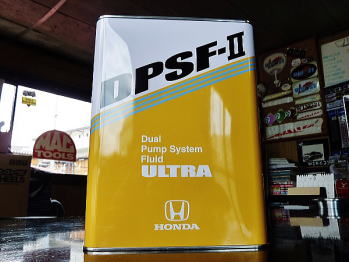 DPSF-II
Dual
Pump System
Fluid
ULTRA
HONDA
MAC
TOOLS